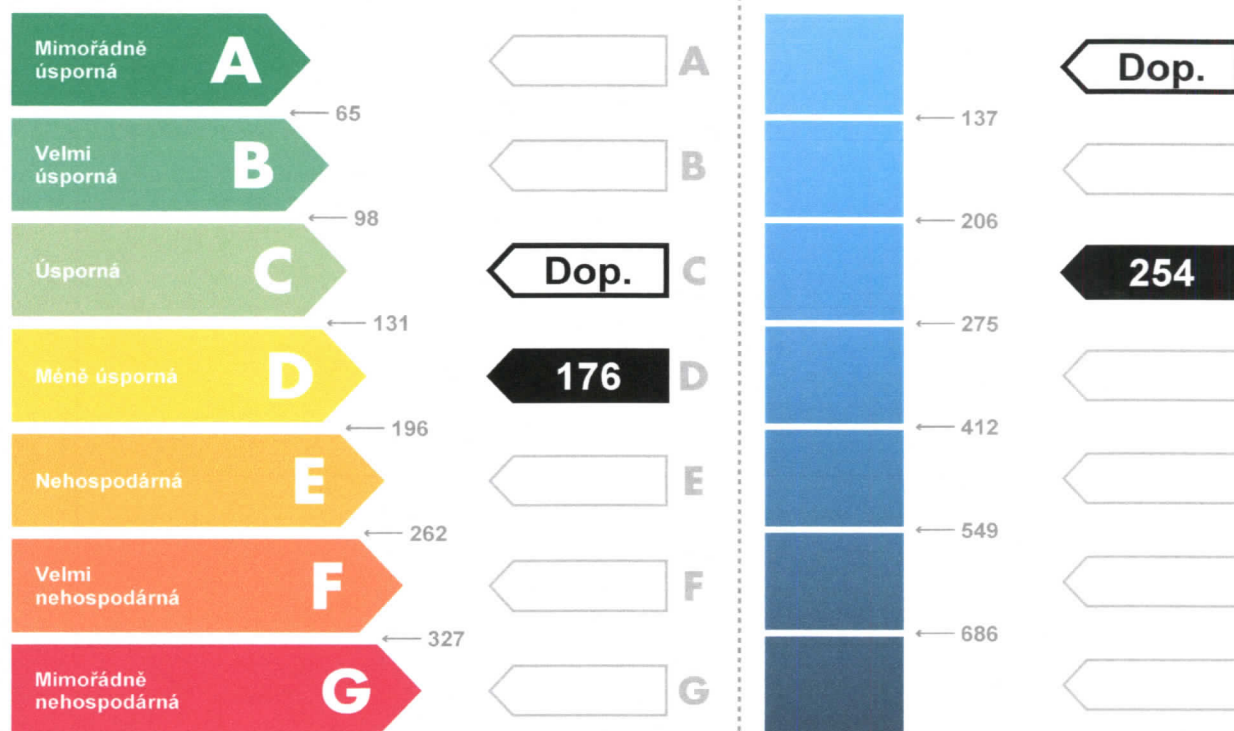 Mimořádně
úsporná
A
A
Dop.
65
137
Velmi
úsporná
B
B
98
206
Úsporná
C
Dop.
C
254
131
275
Méně úsporná
D
176
D
196
412
Nehospodárná
E
E
262
549
Velmi
nehospodárná
F
F
327
686
Mimořádně
nehospodárná
G
G